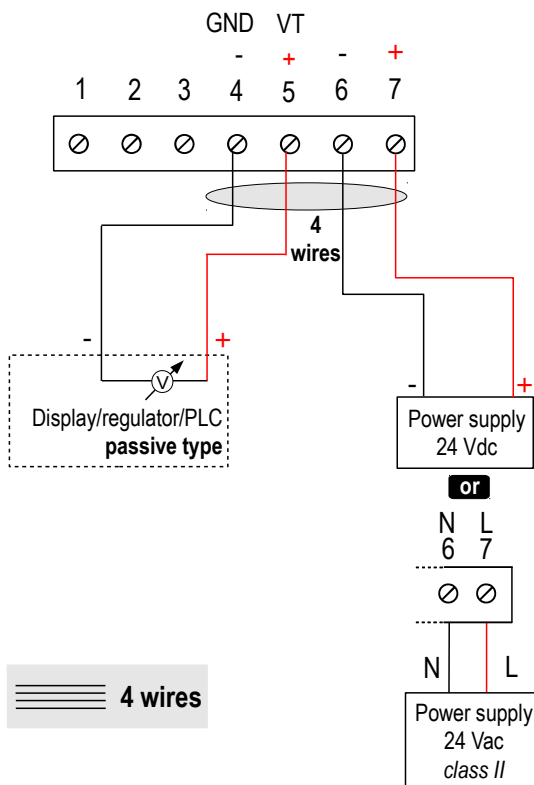 GND VT
- + - +
1 2 3 4 5 6 7
4
wires
- +
Display/regulator/PLC
passive type
V
- +
Power supply
24 Vdc
or
N L
6 7
N L
4 wires
Power supply
24 Vac
class II